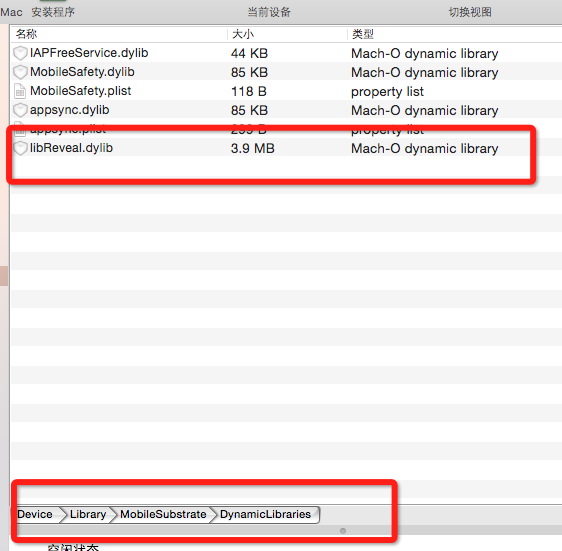 Mac 安装程序 当前设备 切换视图
名称 大小 类型
IAPFreeService.dylib 44 KB Mach-O dynamic library
MobileSafety.dylib 85 KB Mach-O dynamic library
MobileSafety.plist 118 B property list
appsync.dylib 85 KB Mach-O dynamic library
appsync.plist 299 B property list
libReveal.dylib 3.9 MB Mach-O dynamic library
Device Library MobileSubstrate DynamicLibraries
空闲状态